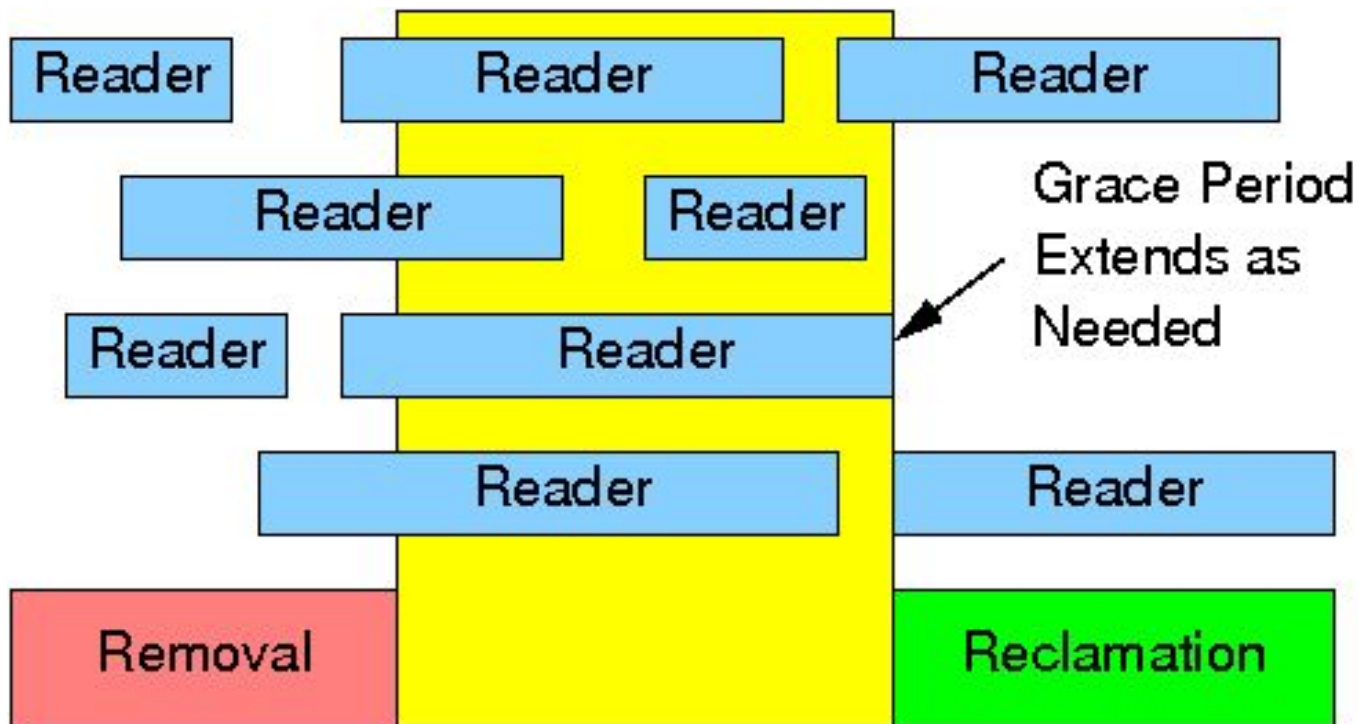 Reader Reader Reader
Reader Reader
Grace Period
Extends as
Needed
Reader Reader
Reader Reader
Removal Reclamation